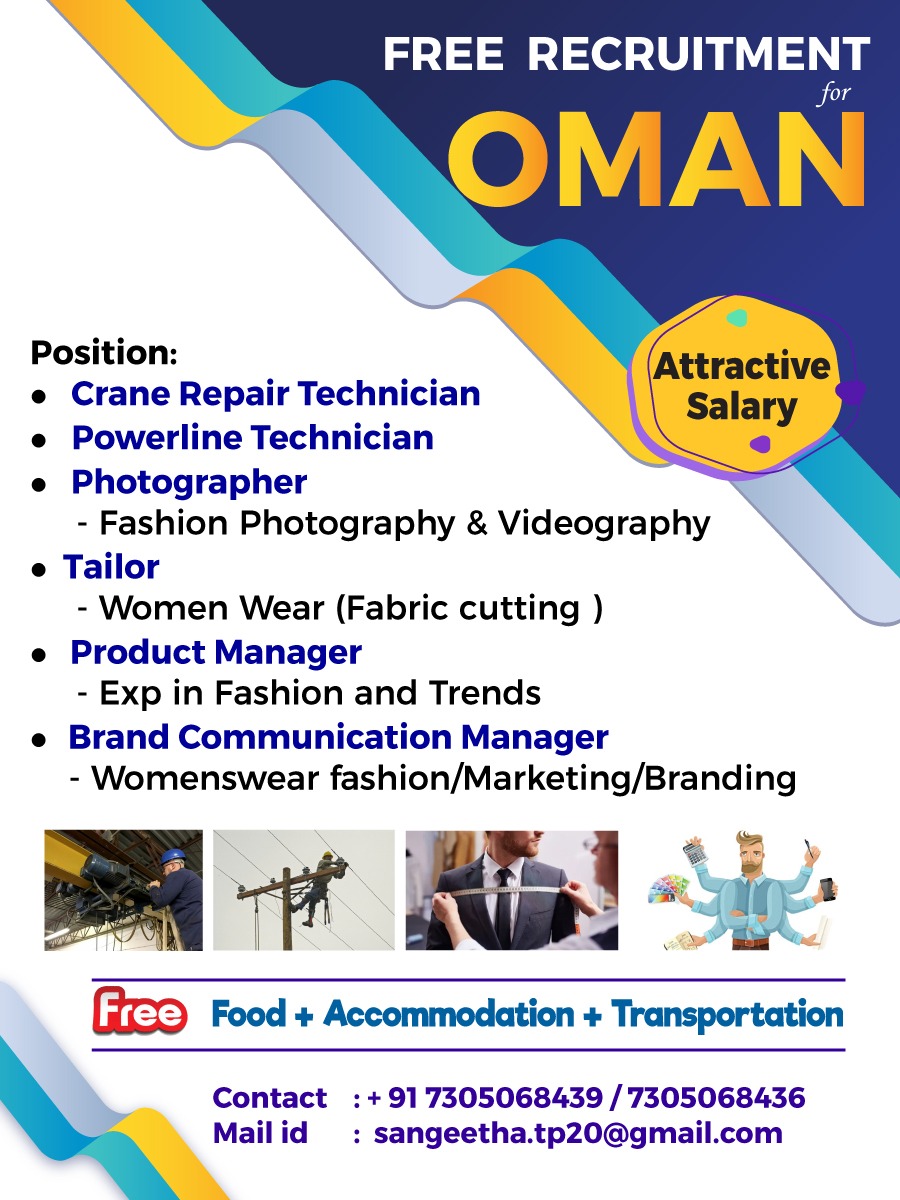 FREE RECRUITMENT
for
OMAN
Attractive
Salary
Position:
• Crane Repair Technician
• Powerline Technician
• Photographer
- Fashion Photography & Videography
• Tailor
- Women Wear (Fabric cutting )
• Product Manager
- Exp in Fashion and Trends
• Brand Communication Manager
- Womenswear fashion/Marketing/Branding
Free Food + Accommodation + Transportation
Contact : + 91 7305068439 / 7305068436
Mail id : sangeetha.tp20@gmail.com